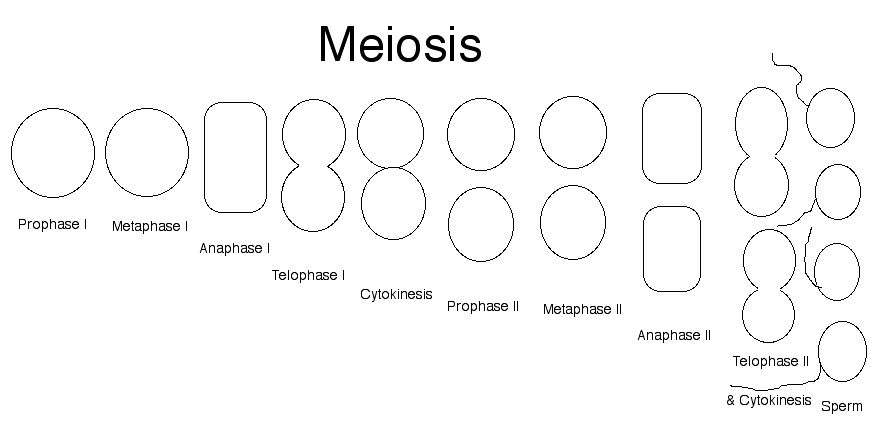 Meiosis
Prophase I
Metaphase I
Anaphase I
Telophase I
Cytokinesis
Prophase II
Metaphase II
Anaphase II
Telophase II
& Cytokinesis
Sperm